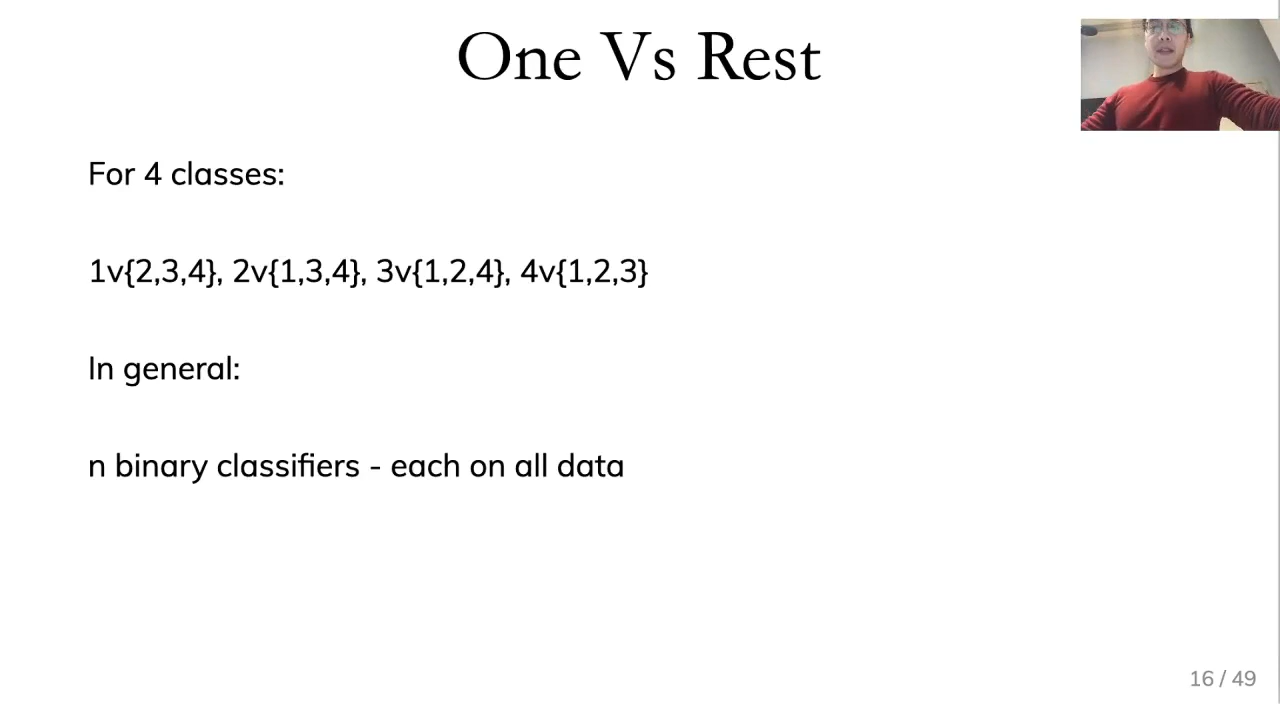 One Vs Rest
For 4 classes:
1v{2,3,4}, 2v{1,3,4}, 3v{1,2,4}, 4v{1,2,3}
In general:
n binary classifiers - each on all data
16 / 49